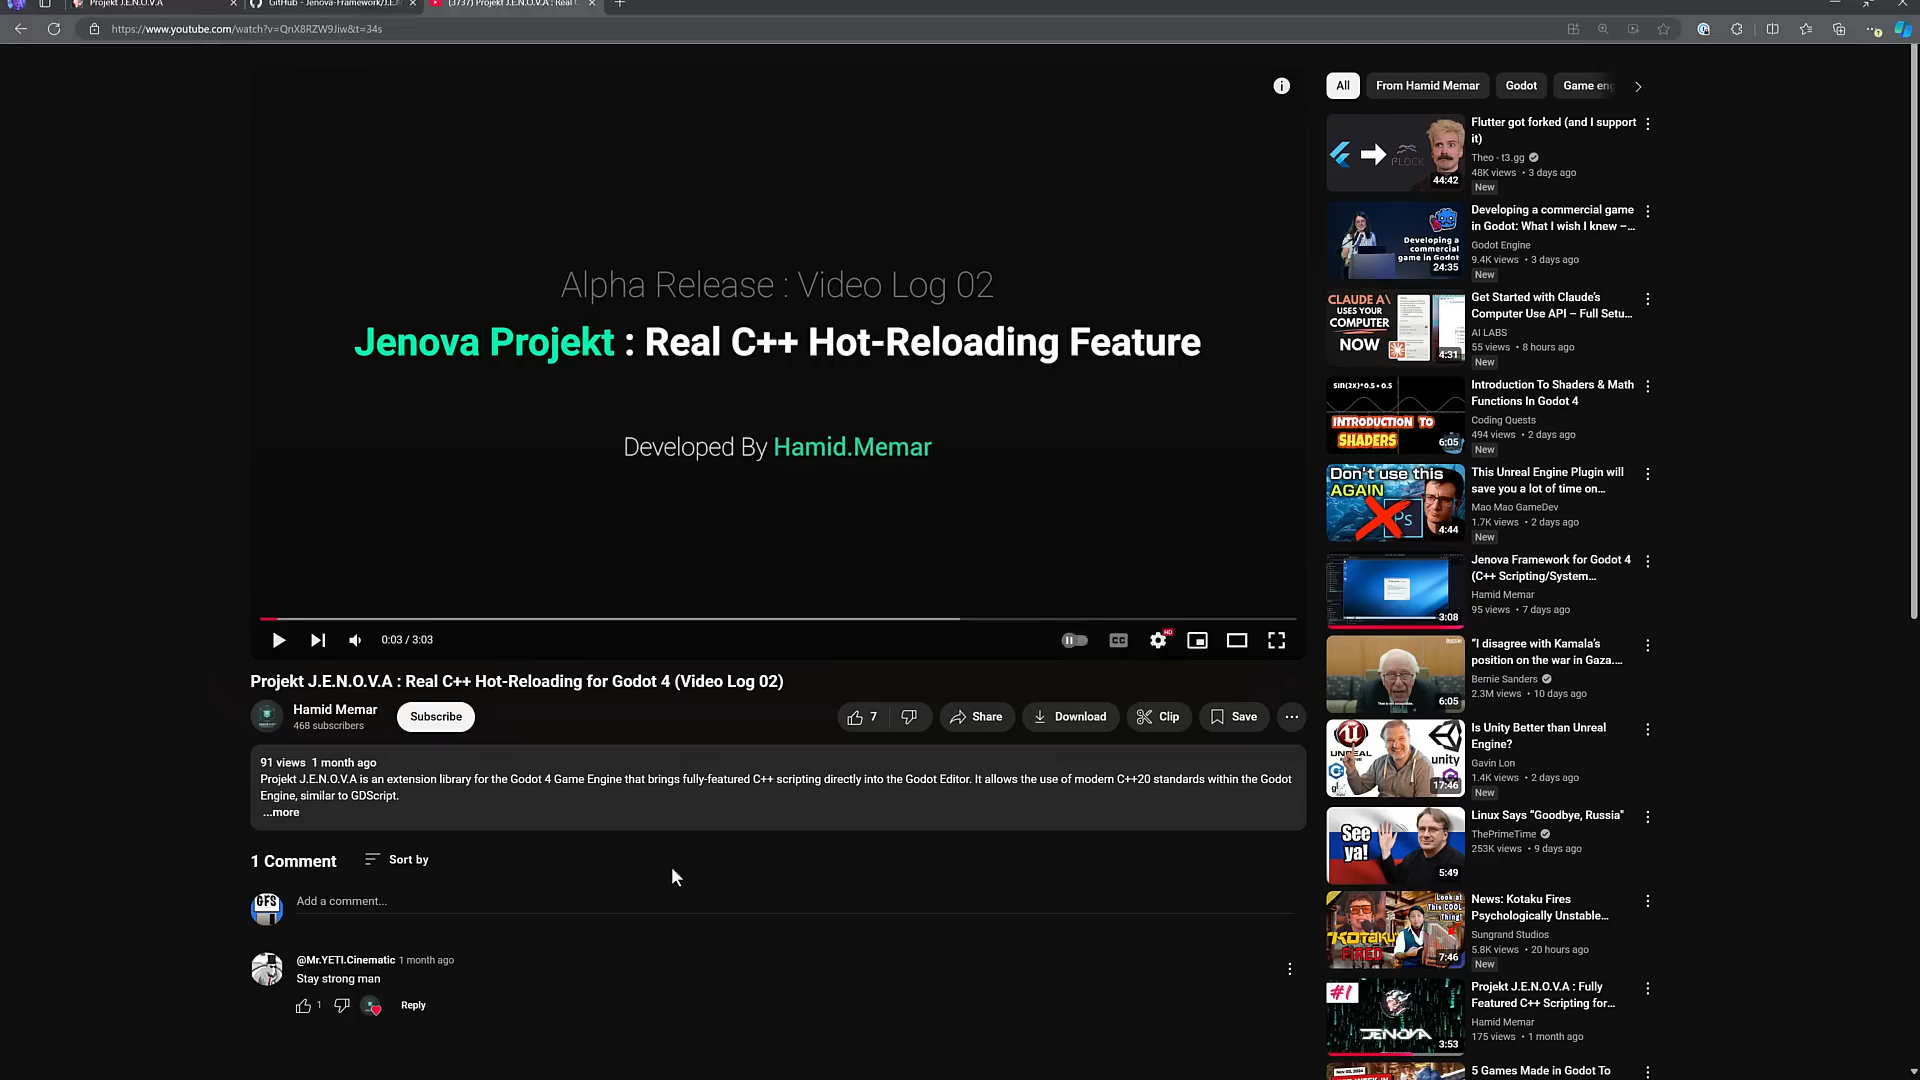 Projekt J.E.N.O.V.A
GitHub - Jenova-Framework/J.E.N
(3737) Projekt J.E.N.O.V.A : Real C
https://www.youtube.com/watch?v=QnX8RZW9Jiw&t=34s
Alpha Release : Video Log 02
Jenova Projekt : Real C++ Hot-Reloading Feature
Developed By Hamid.Memar
0:03 / 3:03
CC
HD
Projekt J.E.N.O.V.A : Real C++ Hot-Reloading for Godot 4 (Video Log 02)
Hamid Memar
468 subscribers
Subscribe
7
Share
Download
Clip
Save
91 views 1 month ago
Projekt J.E.N.O.V.A is an extension library for the Godot 4 Game Engine that brings fully-featured C++ scripting directly into the Godot Editor. It allows the use of modern C++20 standards within the Godot
Engine, similar to GDScript.
...more
1 Comment
Sort by
GFS
Add a comment...
@Mr.YETI.Cinematic 1 month ago
Stay strong man
1
Reply
All
From Hamid Memar
Godot
Game eng
FLOCK
44:42
Flutter got forked (and I support
it)
Theo - t3.gg
48K views • 3 days ago
New
Developing a
commercial
game in Godot
24:35
Developing a commercial game
in Godot: What I wish I knew –...
Godot Engine
9.4K views • 3 days ago
New
CLAUDE A\
USES YOUR
COMPUTER
NOW
4:31
Get Started with Claude's
Computer Use API – Full Setu...
AI LABS
55 views • 8 hours ago
New
sin(2x)*0.5+0.5
INTRODUCTION TO
SHADERS
6:05
Introduction To Shaders & Math
Functions In Godot 4
Coding Quests
494 views • 2 days ago
New
Don't use this
AGAIN
Ps
4:44
This Unreal Engine Plugin will
save you a lot of time on...
Mao Mao GameDev
1.7K views • 2 days ago
New
3:08
Jenova Framework for Godot 4
(C++ Scripting/System...
Hamid Memar
95 views • 7 days ago
6:05
"I disagree with Kamala's
position on the war in Gaza....
Bernie Sanders
2.3M views • 10 days ago
UNREAL
unity
17:46
Is Unity Better than Unreal
Engine?
Gavin Lon
1.4K views • 2 days ago
New
See
ya!
5:49
Linux Says "Goodbye, Russia"
ThePrimeTime
253K views • 9 days ago
Look at
This COOL
Thing!
KOTAKU
FIRED
7:46
News: Kotaku Fires
Psychologically Unstable...
Sungrand Studios
5.8K views • 20 hours ago
New
#1
JENOVA
3:53
Projekt J.E.N.O.V.A : Fully
Featured C++ Scripting for...
Hamid Memar
175 views • 1 month ago
5 Games Made in Godot To